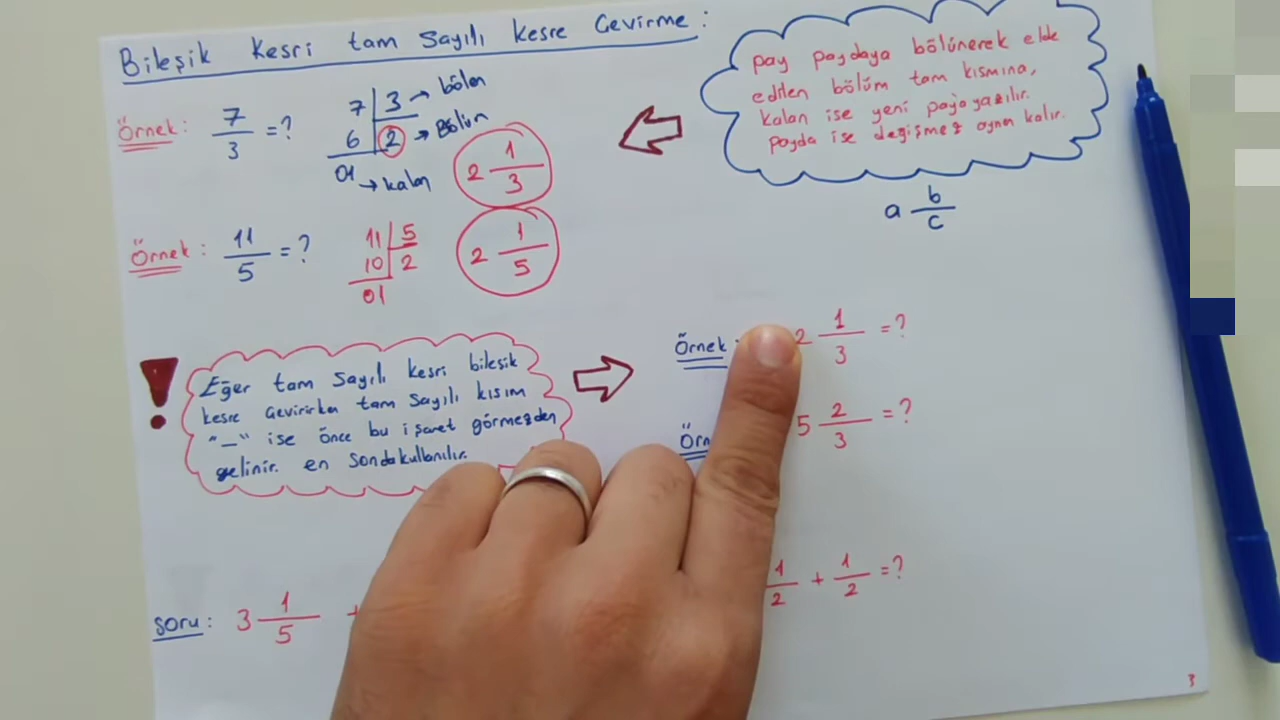 Bileşik Kesri tam Sayılı Kesre Çevirme :
pay paydaya bölünerek elde
edilen bölüm tam kısmına,
kalan ise yeni paya yazılır.
payda ise değişmez aynen kalır.
a b/c
Örnek: 7/3 = ?
7 3 → bölen
6 2 → Bölüm
01 → kalan
2 1/3
Örnek : 11/5 = ?
11 5
10 2
01
2 1/5
! Eğer tam Sayılı kesri bileşik
kesre Çevirirken tam Sayılı kısım
"_" ise önce bu işaret görmezden
gelinir. en Sonda kullanılır.
Örnek : 2 1/3 = ?
5 2/3 = ?
Soru : 3 1/5 +
1/2 + 1/2 = ?
3